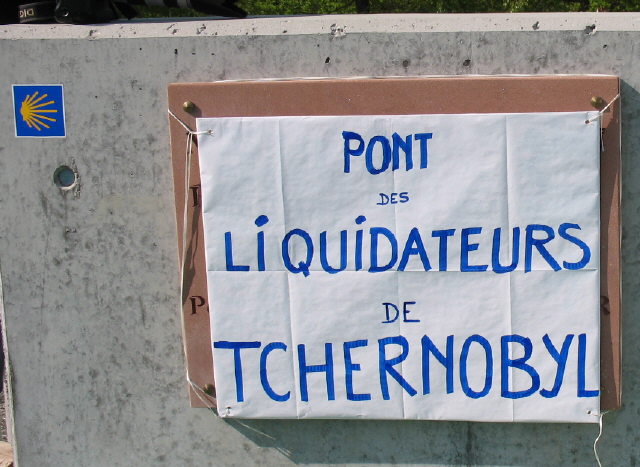 PONT
DES
LIQUIDATEURS
DE
TCHERNOBYL